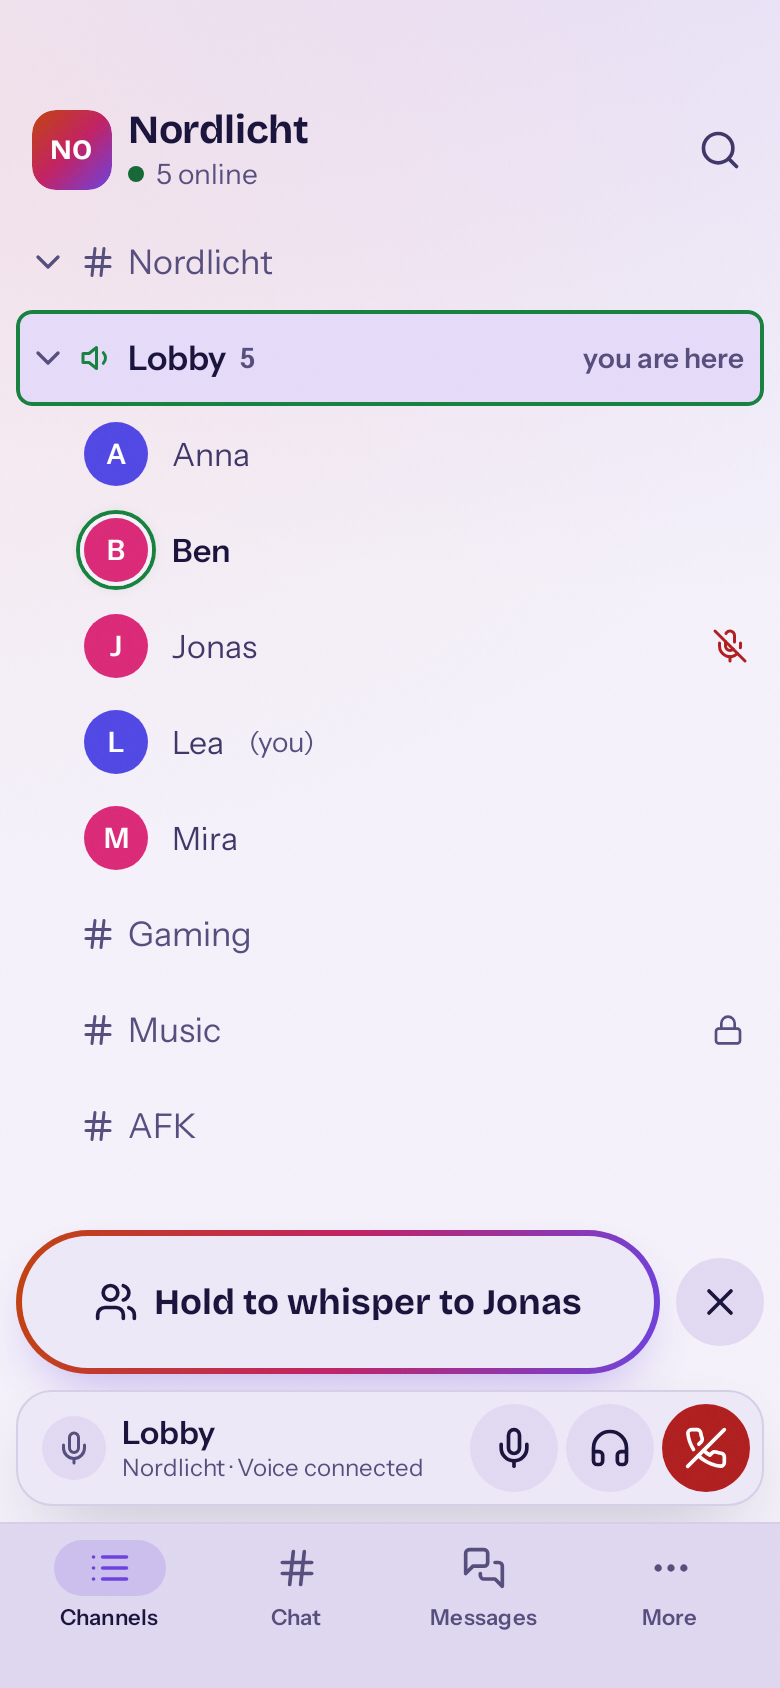 NO
Nordlicht
5 online
# Nordlicht
Lobby 5 you are here
A Anna
B Ben
J Jonas
L Lea (you)
M Mira
# Gaming
# Music
# AFK
Hold to whisper to Jonas
Lobby
Nordlicht · Voice connected
Channels
# Chat
Messages
More